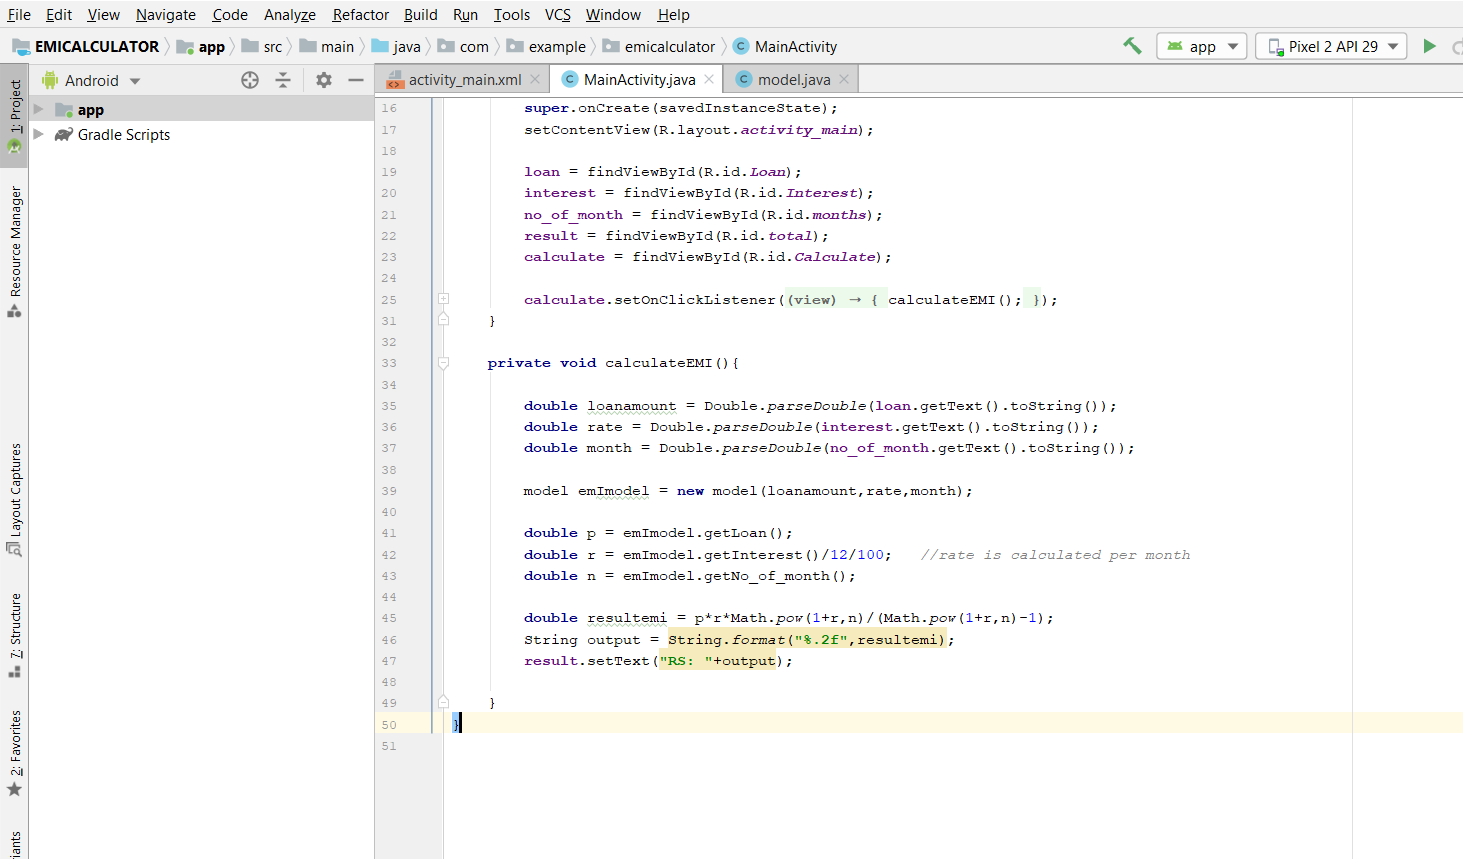 File Edit View Navigate Code Analyze Refactor Build Run Tools VCS Window Help
EMICALCULATOR app src main java com example emicalculator MainActivity app Pixel 2 API 29
Android activity_main.xml MainActivity.java model.java
1: Project
Resource Manager
Layout Captures
7: Structure
2: Favorites
app
Gradle Scripts
16 super.onCreate(savedInstanceState);
17 setContentView(R.layout.activity_main);
18
19 loan = findViewById(R.id.Loan);
20 interest = findViewById(R.id.Interest);
21 no_of_month = findViewById(R.id.months);
22 result = findViewById(R.id.total);
23 calculate = findViewById(R.id.Calculate);
24
25 calculate.setOnClickListener((view) → { calculateEMI(); });
31 }
32
33 private void calculateEMI(){
34
35 double loanamount = Double.parseDouble(loan.getText().toString());
36 double rate = Double.parseDouble(interest.getText().toString());
37 double month = Double.parseDouble(no_of_month.getText().toString());
38
39 model emImodel = new model(loanamount,rate,month);
40
41 double p = emImodel.getLoan();
42 double r = emImodel.getInterest()/12/100; //rate is calculated per month
43 double n = emImodel.getNo_of_month();
44
45 double resultemi = p*r*Math.pow(1+r,n)/(Math.pow(1+r,n)-1);
46 String output = String.format("%.2f",resultemi);
47 result.setText("RS: "+output);
48
49 }
50 }
51